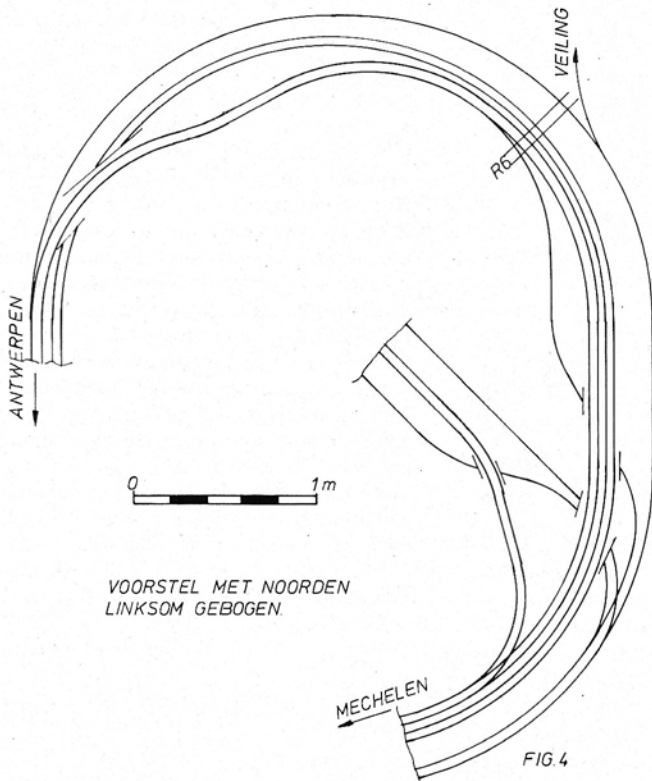 VEILING
R6
ANTWERPEN
0 1m
VOORSTEL MET NOORDEN
LINKSOM GEBOGEN.
MECHELEN
FIG.4